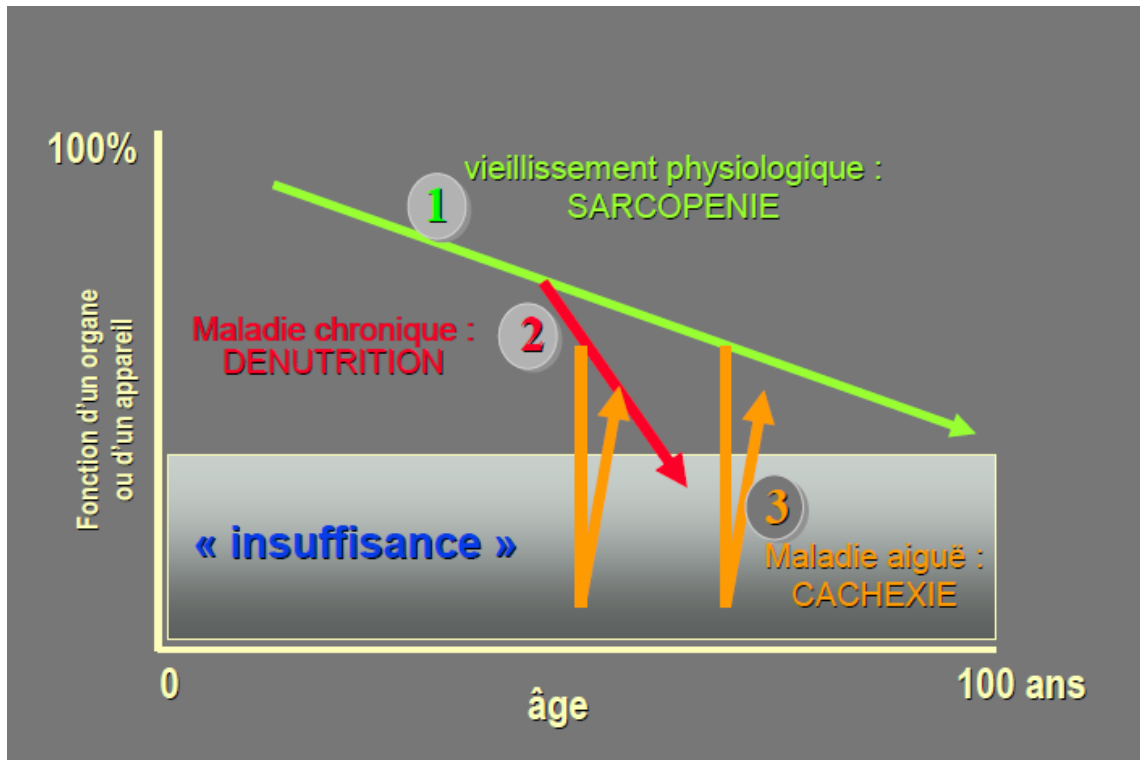 100%
vieillissement physiologique :
SARCOPENIE
1
Maladie chronique :
DENUTRITION
2
Fonction d'un organe
ou d'un appareil
« insuffisance »
3
Maladie aiguë :
CACHEXIE
0
100 ans
âge